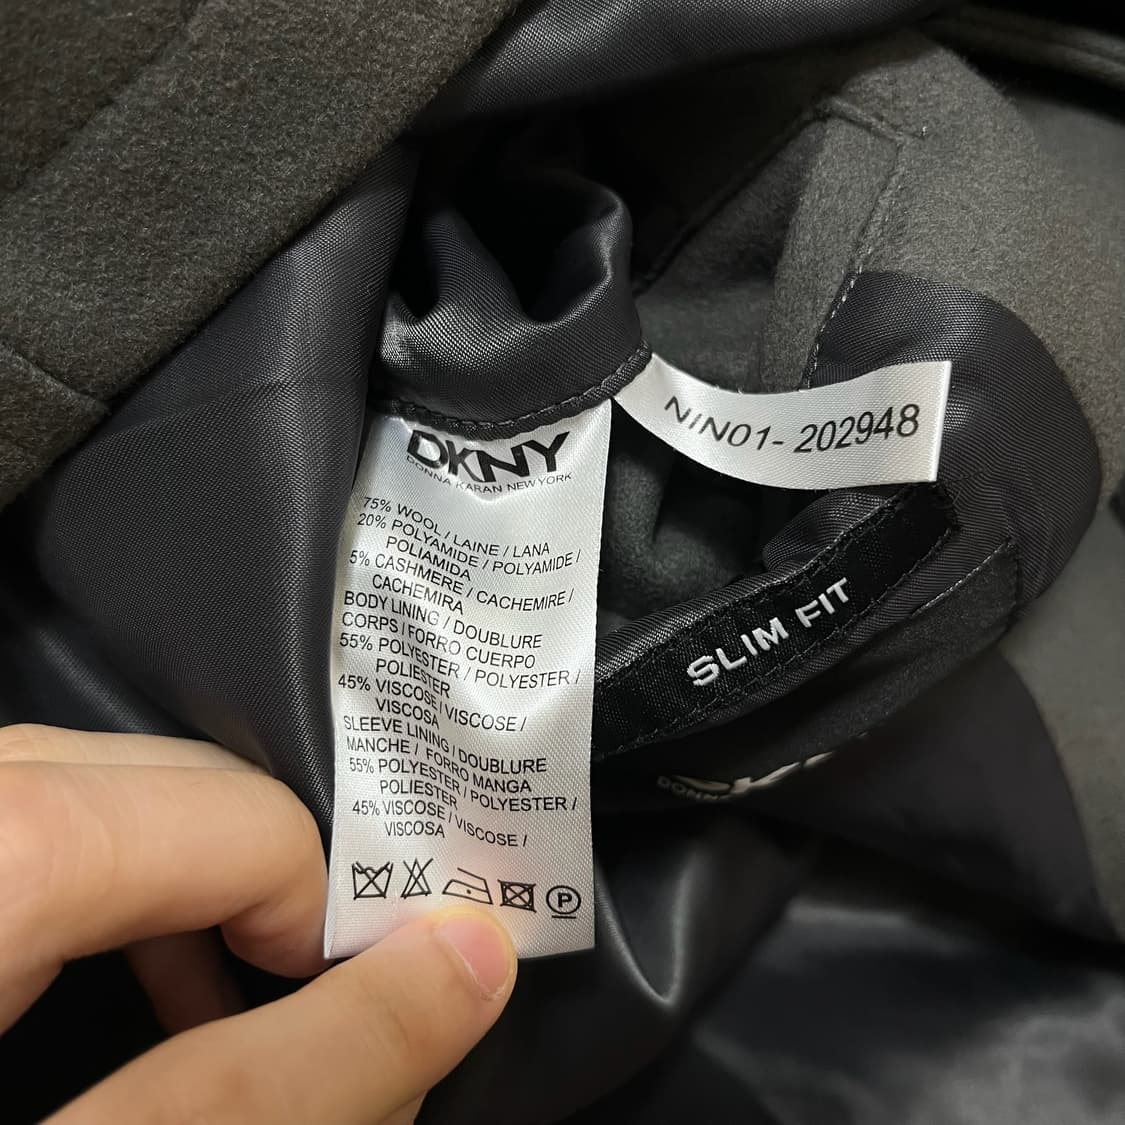 DKNY
DONNA KARAN NEW YORK
75% WOOL / LAINE / LANA
20% POLYAMIDE / POLYAMIDE /
POLIAMIDA
5% CASHMERE / CACHEMIRE /
CACHEMIRA
BODY LINING / DOUBLURE
CORPS / FORRO CUERPO
55% POLYESTER / POLYESTER /
POLIESTER
45% VISCOSE / VISCOSE /
VISCOSA
SLEEVE LINING / DOUBLURE
MANCHE / FORRO MANGA
55% POLYESTER / POLYESTER /
POLIESTER
45% VISCOSE / VISCOSE /
VISCOSA
P
NIN01- 202948
SLIM FIT